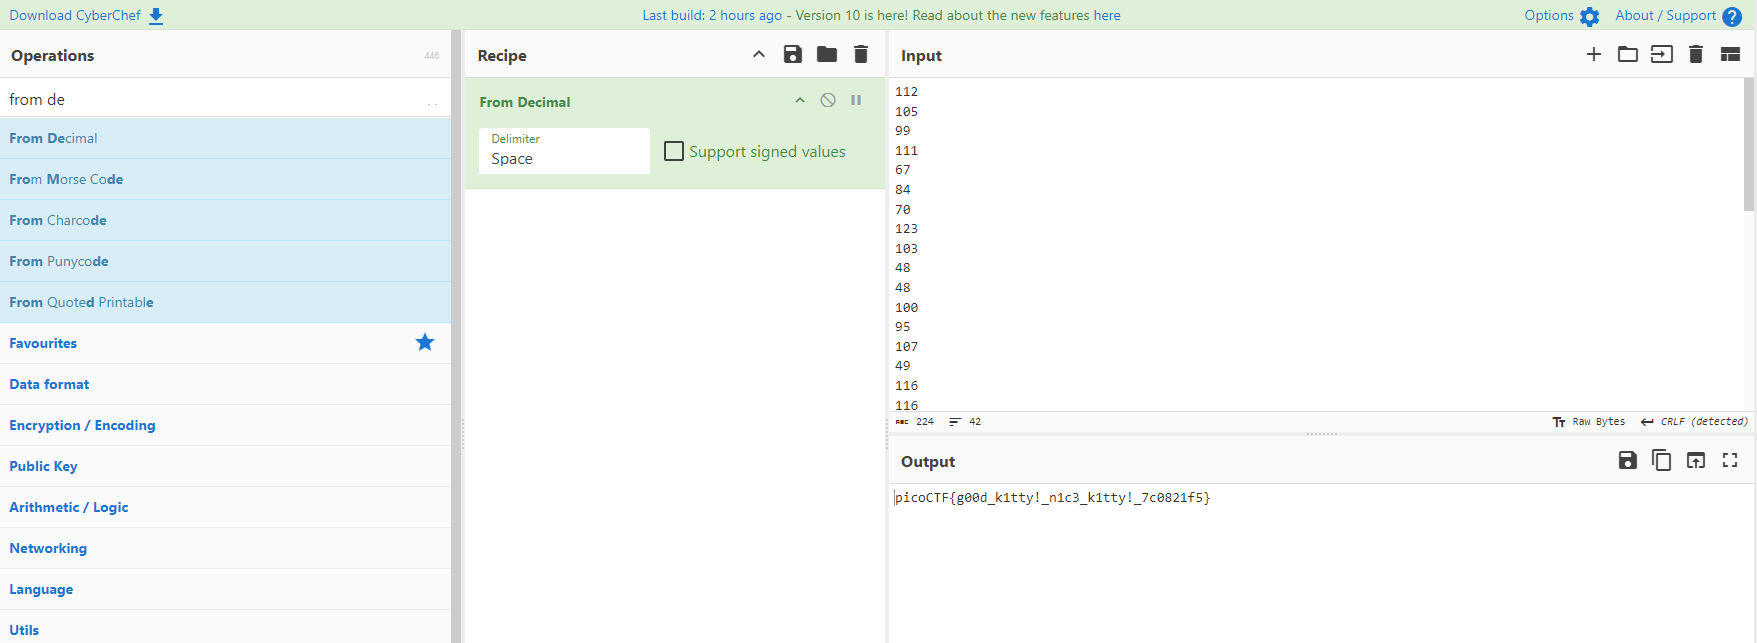 Download CyberChef
Last build: 2 hours ago - Version 10 is here! Read about the new features here
Options
About / Support
Operations
446
from de
From Decimal
From Morse Code
From Charcode
From Punycode
From Quoted Printable
Favourites
Data format
Encryption / Encoding
Public Key
Arithmetic / Logic
Networking
Language
Utils
Recipe
From Decimal
Delimiter
Space
Support signed values
Input
112
105
99
111
67
84
70
123
103
48
48
100
95
107
49
116
116
ABC 224
42
Tт Raw Bytes
CRLF (detected)
Output
picoCTF{g00d_k1tty!_n1c3_k1tty!_7c0821f5}